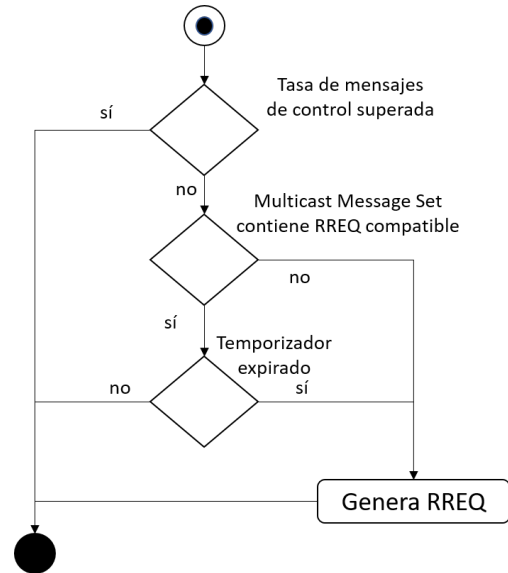 Tasa de mensajes
de control superada
sí
no
Multicast Message Set
contiene RREQ compatible
no
sí
Temporizador
expirado
no
sí
Genera RREQ